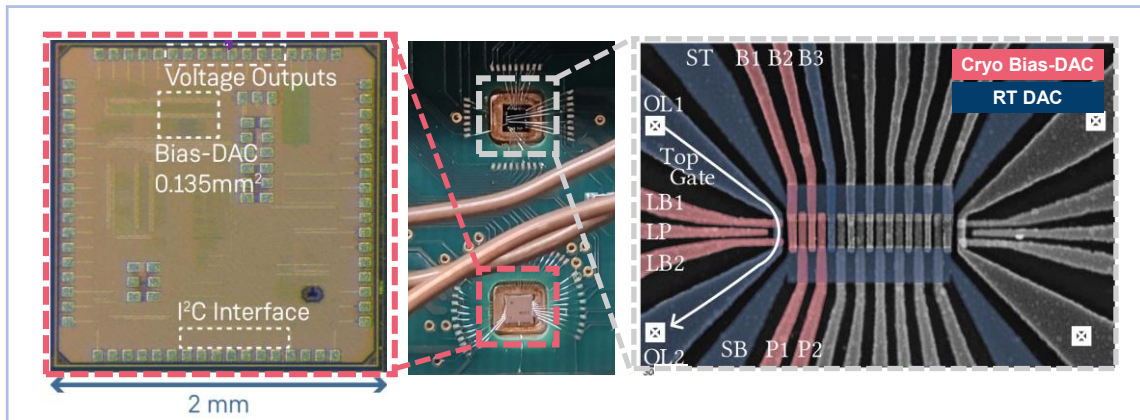 Voltage Outputs
Bias-DAC
0.135mm²
I²C Interface
2 mm
ST
B1
B2
B3
Cryo Bias-DAC
RT DAC
OL1
Top
Gate
LB1
LP
LB2
OL2
SB
P1
P2